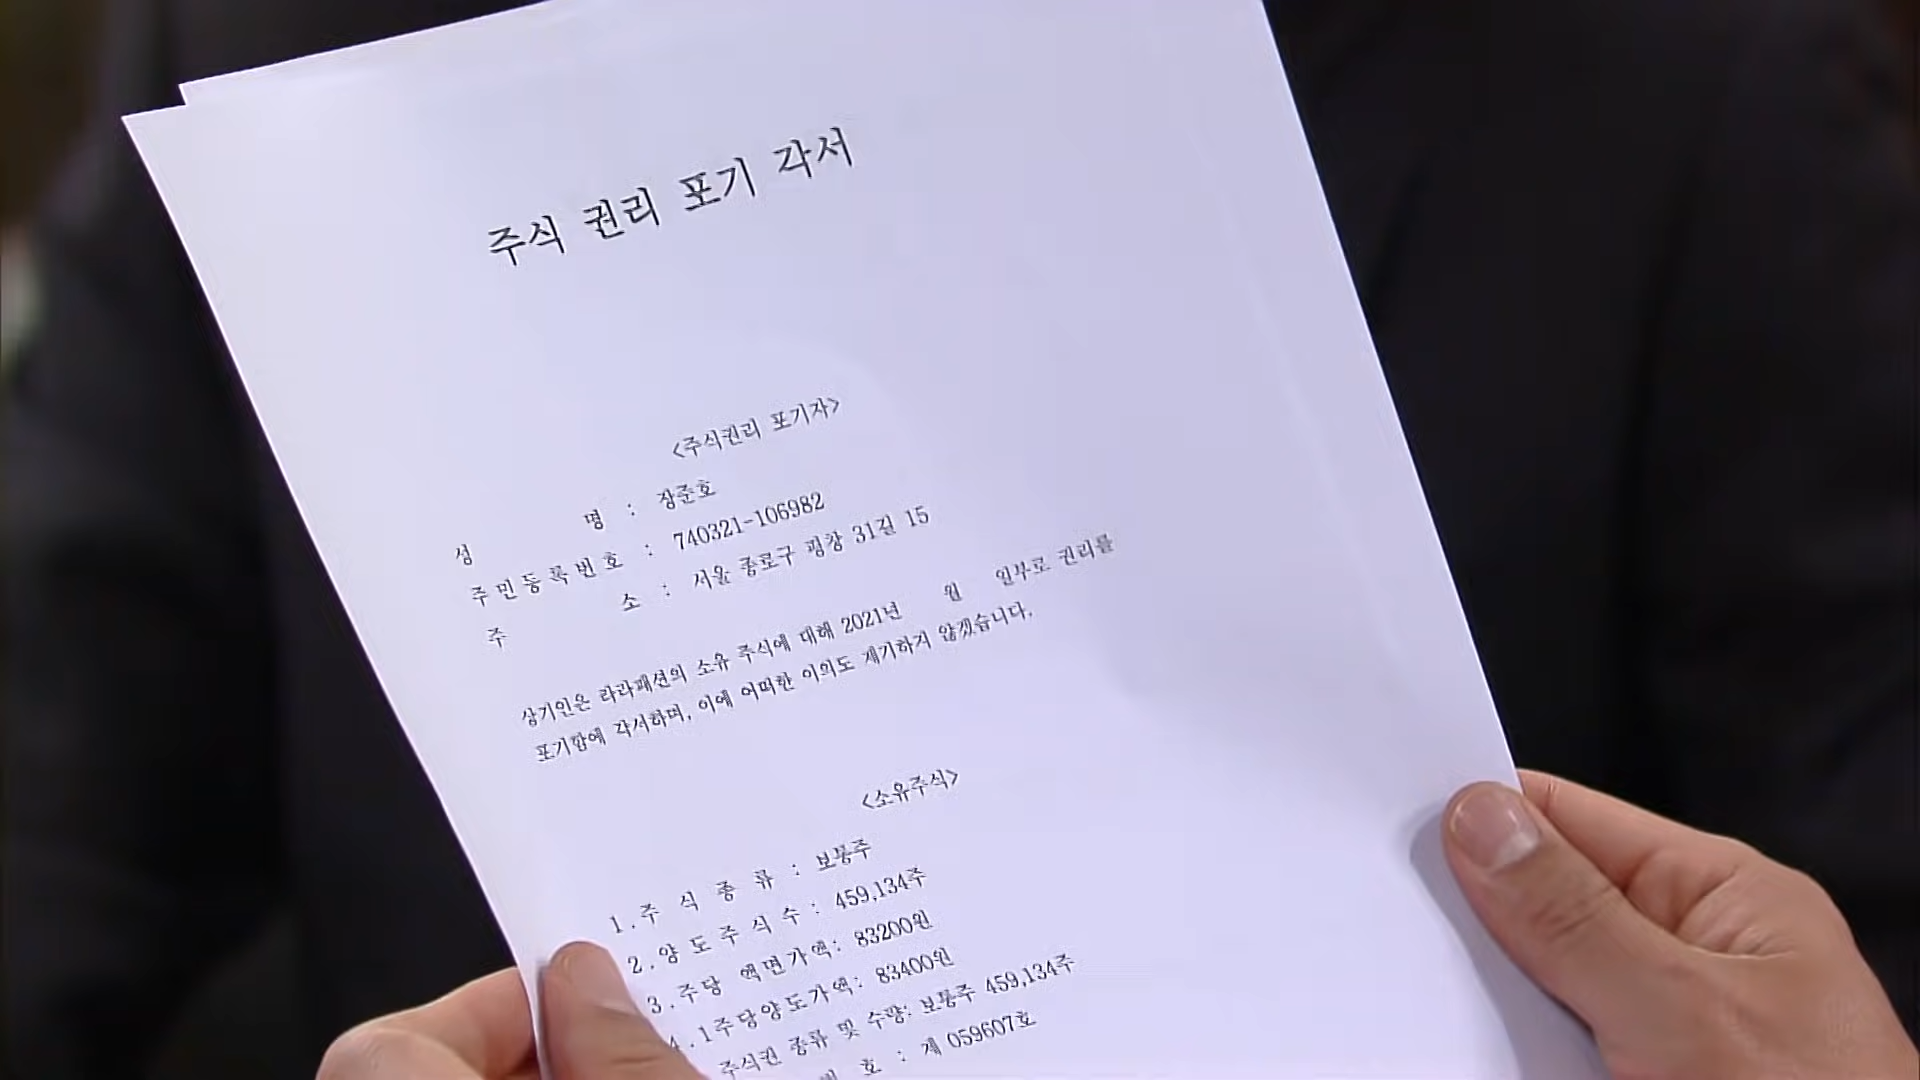 주식 권리 포기 각서
<주식권리 포기자>
성 명 : 장준호
주민등록번호 : 740321-106982
주 소 : 서울 종로구 평창 31길 15
상기인은 라라패션의 소유 주식에 대해 2021년 월 일부로 권리를
포기함에 각서하며, 이에 어떠한 이의도 제기하지 않겠습니다.
<소유주식>
1.주 식 종 류 : 보통주
2.양 도 주 식 수 : 459,134주
3.주당 액면가액: 83200원
4.1주당양도가액: 83400원
주식권 종류 및 수량: 보통주 459,134주
호 : 제 059607호